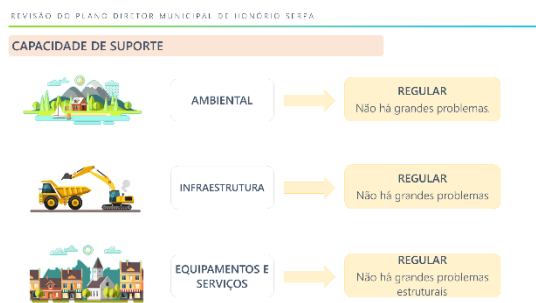 REVISÃO DO PLANO DIRETOR MUNICIPAL DE HONÓRIO SERPA
CAPACIDADE DE SUPORTE
AMBIENTAL
REGULAR
Não há grandes problemas.
INFRAESTRUTURA
REGULAR
Não há grandes problemas
EQUIPAMENTOS E
SERVIÇOS
REGULAR
Não há grandes problemas
estruturais